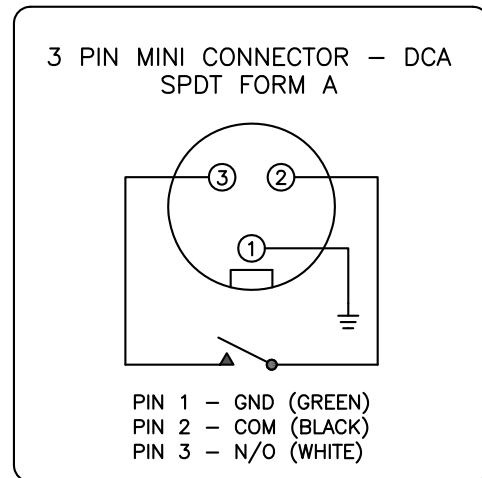 3 PIN MINI CONNECTOR – DCA
SPDT FORM A
3
2
1
PIN 1 – GND (GREEN)
PIN 2 – COM (BLACK)
PIN 3 – N/O (WHITE)